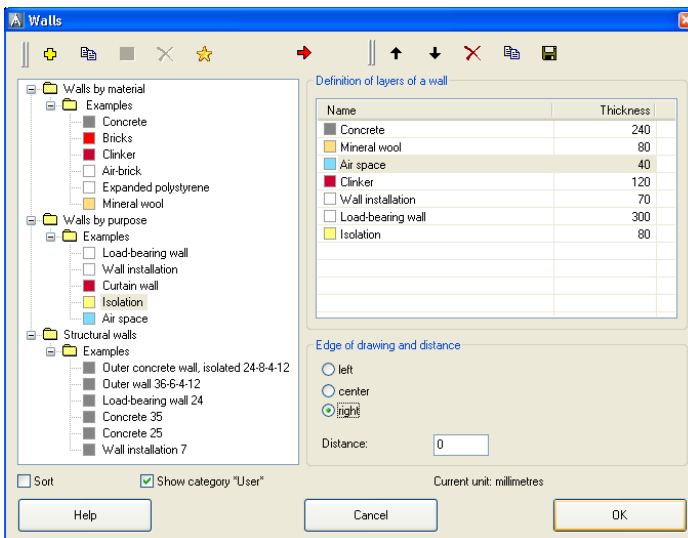 Walls
Walls by material
Examples
Concrete
Bricks
Clinker
Air-brick
Expanded polystyrene
Mineral wool
Walls by purpose
Examples
Load-bearing wall
Wall installation
Curtain wall
Isolation
Air space
Structural walls
Examples
Outer concrete wall, isolated 24-8-4-12
Outer wall 36-6-4-12
Load-bearing wall 24
Concrete 35
Concrete 25
Wall installation 7
Definition of layers of a wall
Name Thickness
Concrete 240
Mineral wool 80
Air space 40
Clinker 120
Wall installation 70
Load-bearing wall 300
Isolation 80
Edge of drawing and distance
left
center
right
Distance: 0
Sort Show category "User" Current unit: millimetres
Help Cancel OK